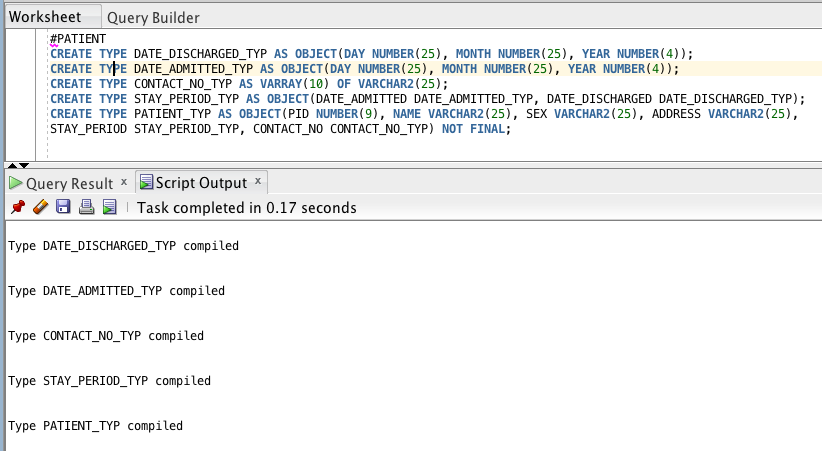 Worksheet Query Builder
#PATIENT
CREATE TYPE DATE_DISCHARGED_TYP AS OBJECT(DAY NUMBER(25), MONTH NUMBER(25), YEAR NUMBER(4));
CREATE TYPE DATE_ADMITTED_TYP AS OBJECT(DAY NUMBER(25), MONTH NUMBER(25), YEAR NUMBER(4));
CREATE TYPE CONTACT_NO_TYP AS VARRAY(10) OF VARCHAR2(25);
CREATE TYPE STAY_PERIOD_TYP AS OBJECT(DATE_ADMITTED DATE_ADMITTED_TYP, DATE_DISCHARGED DATE_DISCHARGED_TYP);
CREATE TYPE PATIENT_TYP AS OBJECT(PID NUMBER(9), NAME VARCHAR2(25), SEX VARCHAR2(25), ADDRESS VARCHAR2(25),
STAY_PERIOD STAY_PERIOD_TYP, CONTACT_NO CONTACT_NO_TYP) NOT FINAL;
Query Result x Script Output x
Task completed in 0.17 seconds
Type DATE_DISCHARGED_TYP compiled
Type DATE_ADMITTED_TYP compiled
Type CONTACT_NO_TYP compiled
Type STAY_PERIOD_TYP compiled
Type PATIENT_TYP compiled